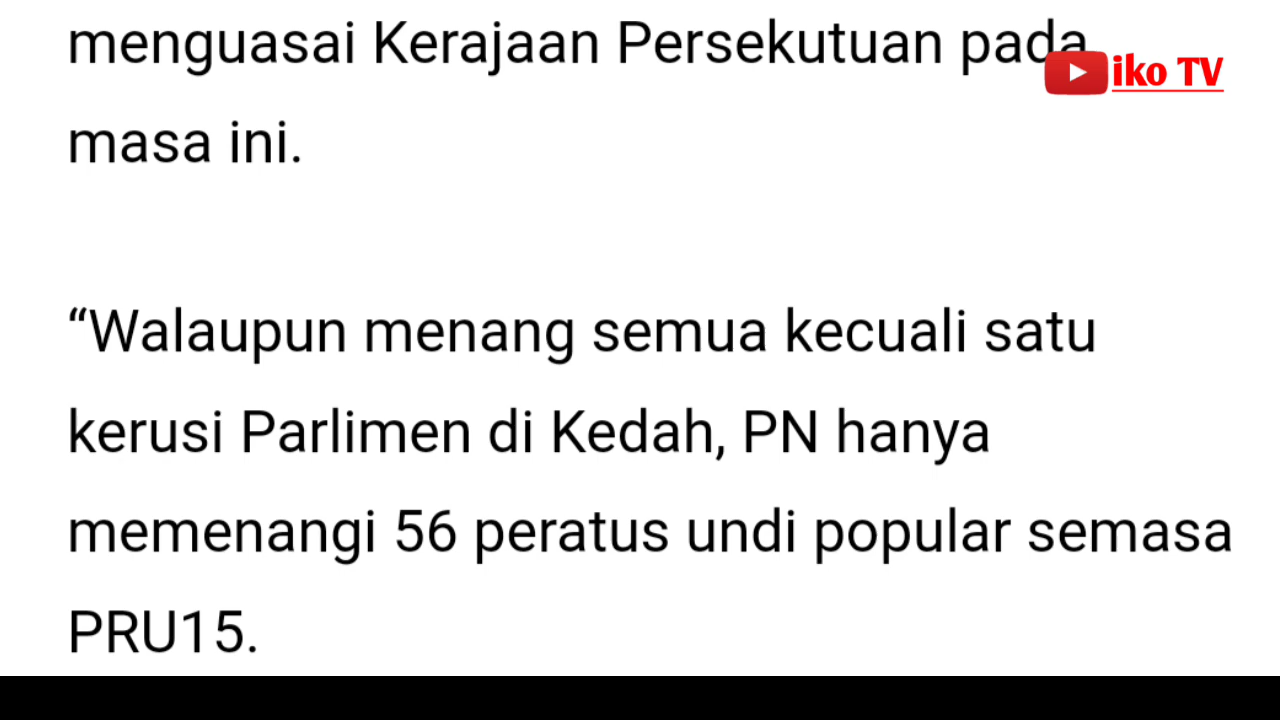 menguasai Kerajaan Persekutuan pada
iko TV
masa ini.
“Walaupun menang semua kecuali satu
kerusi Parlimen di Kedah, PN hanya
memenangi 56 peratus undi popular semasa
PRU15.